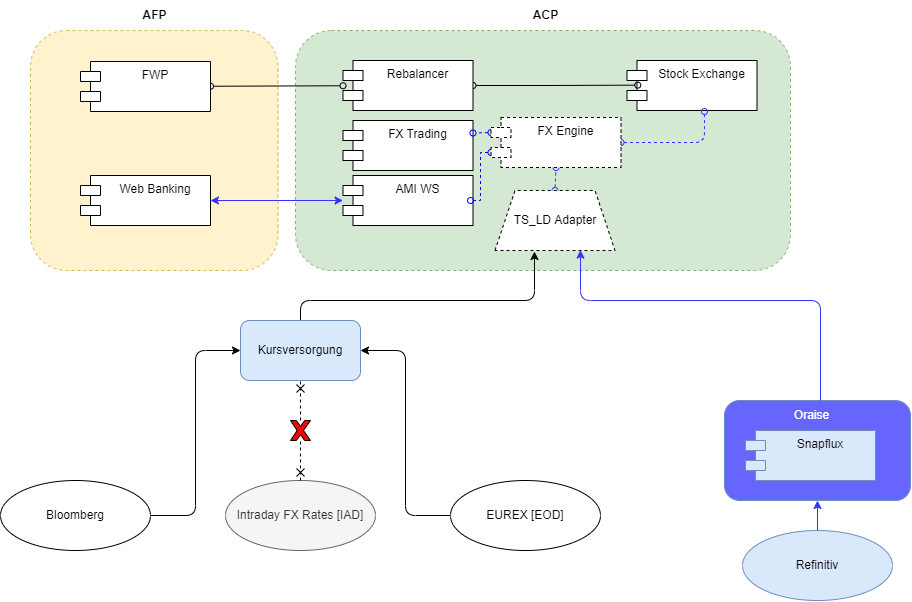 AFP
ACP
FWP
Rebalancer
Stock Exchange
FX Trading
FX Engine
Web Banking
AMI WS
TS_LD Adapter
Kursversorgung
Oraise
Snapflux
Bloomberg
Intraday FX Rates [IAD]
EUREX [EOD]
Refinitiv